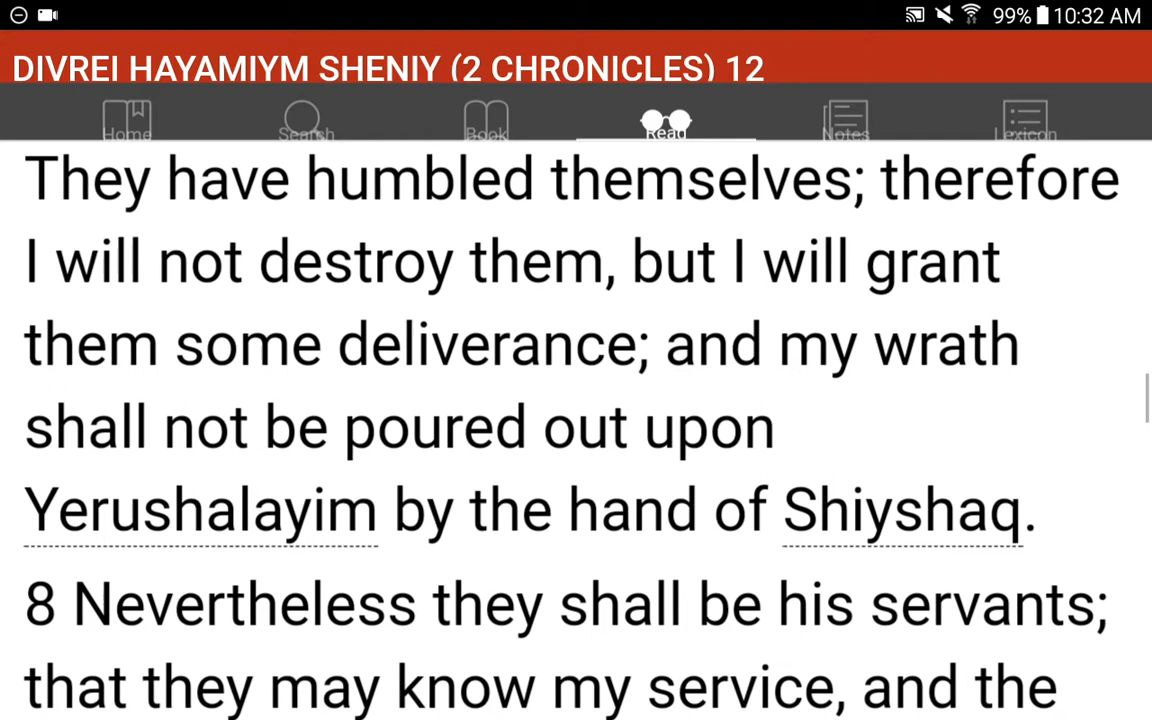 99% 10:32 AM
DIVREI HAYAMIYM SHENIY (2 CHRONICLES) 12
Home Search Book Read Notes Lexicon
They have humbled themselves; therefore
I will not destroy them, but I will grant
them some deliverance; and my wrath
shall not be poured out upon
Yerushalayim by the hand of Shiyshaq.
8 Nevertheless they shall be his servants;
that they may know my service, and the